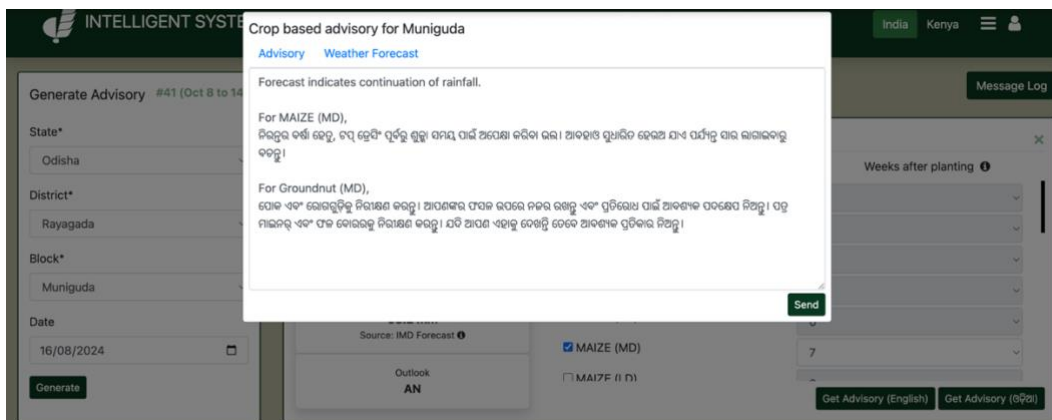 INTELLIGENT SYSTE
India
Kenya
Crop based advisory for Muniguda
Advisory
Weather Forecast
Forecast indicates continuation of rainfall.
For MAIZE (MD),
ନିରନ୍ତର ବର୍ଷା ହେତୁ, ଟପ୍ ଡ୍ରେସିଂ ପୂର୍ବରୁ ଶୁଖିଲା ସମୟ ପାଇଁ ଅପେକ୍ଷା କରିବା ଭଲ। ଆବହାଓ ସୁଧାରିତ ହେଉଅ ଯାଏ ପର୍ଯ୍ୟନ୍ତ ସାର ଲଗାଇବାରୁ
ବଚନ୍ତୁ।
For Groundnut (MD),
ପୋକ ଏବଂ ରୋଗଗୁଡ଼ିକୁ ନିରୀକ୍ଷଣ କରନ୍ତୁ। ଆପଣଙ୍କର ଫସଲ ଉପରେ ନଜର ରଖନ୍ତୁ ଏବଂ ପ୍ରତିରୋଧ ପାଇଁ ଆବଶ୍ୟକ ପଦକ୍ଷେପ ନିଅନ୍ତୁ। ପତ୍ର
ମାଇନର୍ ଏବଂ ଫଳ ବୋରରକୁ ନିରୀକ୍ଷଣ କରନ୍ତୁ। ଯଦି ଆପଣ ଏହାକୁ ଦେଖନ୍ତି ତେବେ ଆବଶ୍ୟକ ପ୍ରତିକାର ନିଅନ୍ତୁ।
Send
Message Log
Generate Advisory #41 (Oct 8 to 14
State*
Odisha
District*
Rayagada
Block*
Muniguda
Date
16/08/2024
Generate
Weeks after planting
Source: IMD Forecast
Outlook
AN
MAIZE (MD)
7
MAIZE (LD)
Get Advisory (English)
Get Advisory (ଓଡ଼ିଆ)